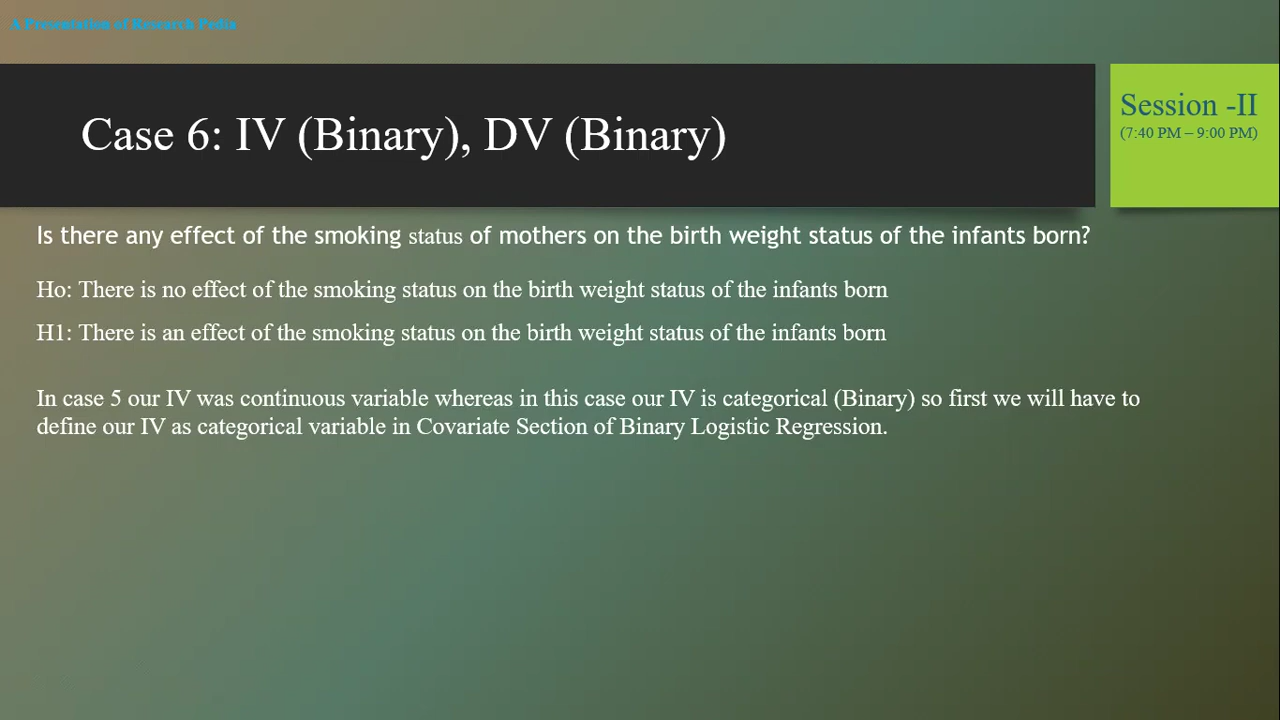 A Presentation of Research Pedia
Case 6: IV (Binary), DV (Binary)
Session -II
(7:40 PM – 9:00 PM)
Is there any effect of the smoking status of mothers on the birth weight status of the infants born?
Ho: There is no effect of the smoking status on the birth weight status of the infants born
H1: There is an effect of the smoking status on the birth weight status of the infants born
In case 5 our IV was continuous variable whereas in this case our IV is categorical (Binary) so first we will have to
define our IV as categorical variable in Covariate Section of Binary Logistic Regression.